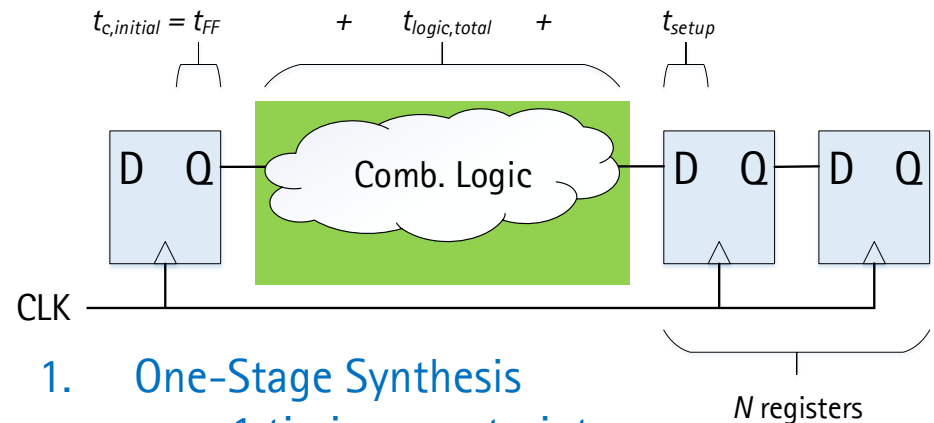 t_c,initial = t_FF + t_logic,total + t_setup
D Q Comb. Logic D Q D Q
CLK
1. One-Stage Synthesis
N registers